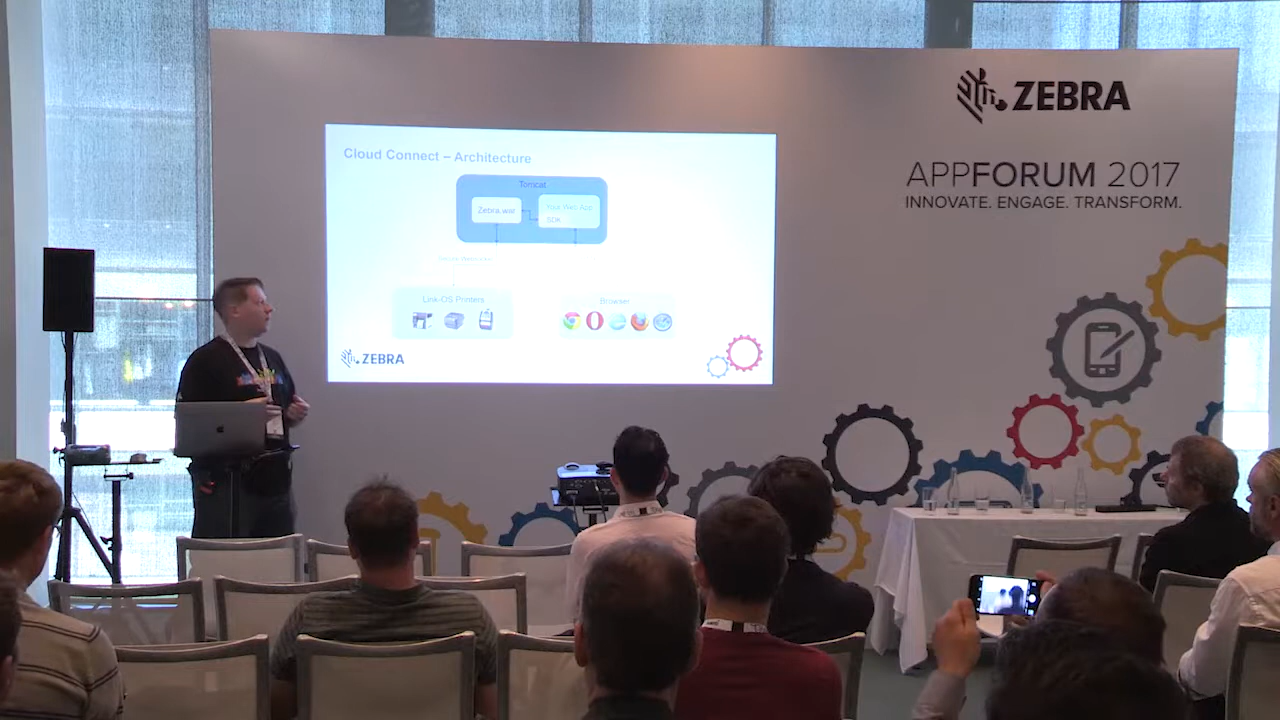 ZEBRA
APPFORUM 2017
INNOVATE. ENGAGE. TRANSFORM.
Cloud Connect – Architecture
Tomcat
Zebra.war
Your Web App
SDK
Link-OS Printers
Browser
ZEBRA